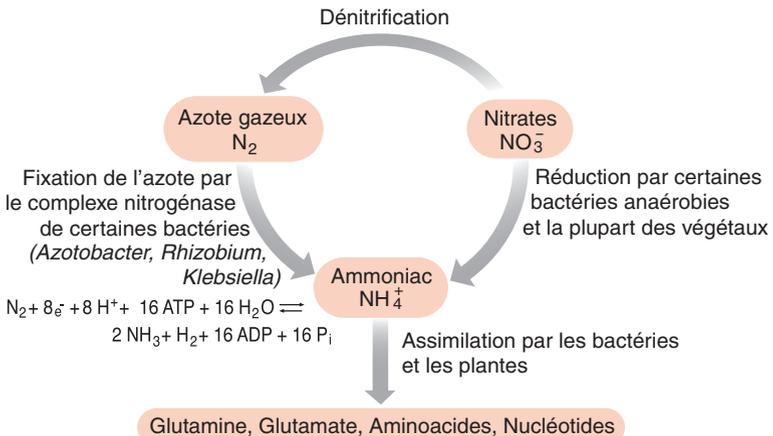 Dénitrification
Azote gazeux
N₂
Nitrates
NO₃⁻
Fixation de l'azote par
le complexe nitrogénase
de certaines bactéries
(Azotobacter, Rhizobium,
Klebsiella)
Réduction par certaines
bactéries anaérobies
et la plupart des végétaux
Ammoniac
NH₄⁺
N₂ + 8e⁻ + 8 H⁺ + 16 ATP + 16 H₂O ⇌
2 NH₃ + H₂ + 16 ADP + 16 Pᵢ
Assimilation par les bactéries
et les plantes
Glutamine, Glutamate, Aminoacides, Nucléotides